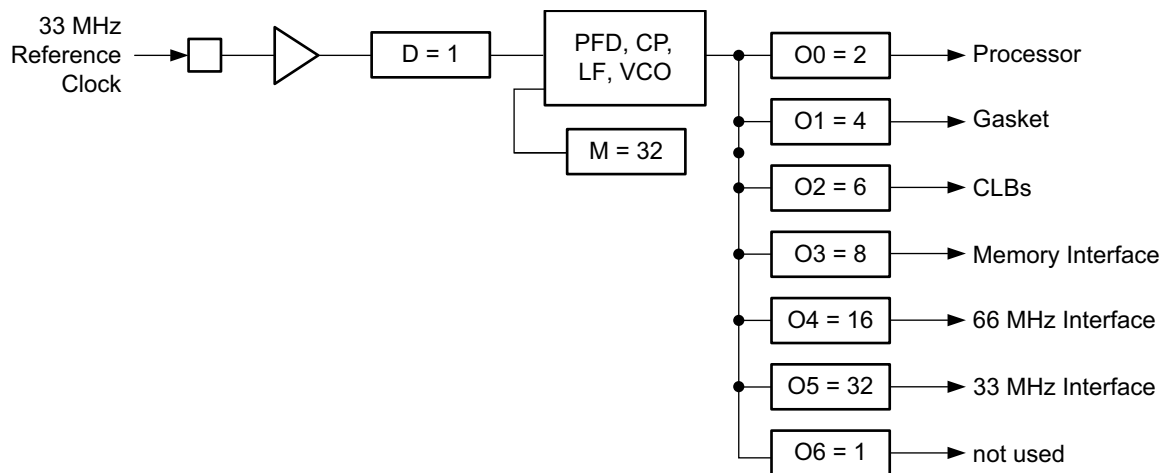 33 MHz
Reference
Clock
D = 1
PFD, CP,
LF, VCO
M = 32
O0 = 2
Processor
O1 = 4
Gasket
O2 = 6
CLBs
O3 = 8
Memory Interface
O4 = 16
66 MHz Interface
O5 = 32
33 MHz Interface
O6 = 1
not used